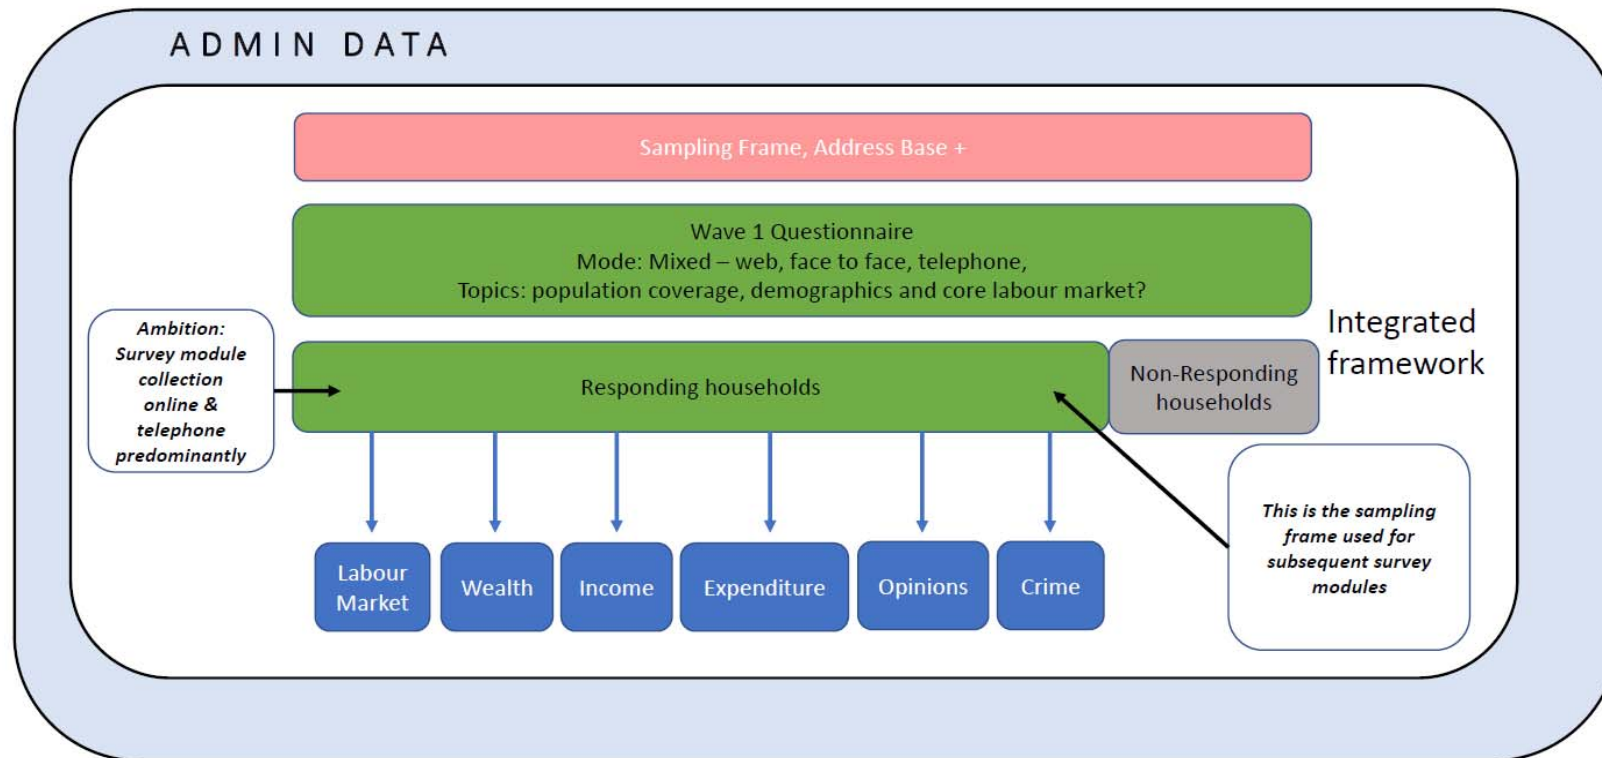 ADMIN DATA
Sampling Frame, Address Base +
Wave 1 Questionnaire
Mode: Mixed – web, face to face, telephone,
Topics: population coverage, demographics and core labour market?
Ambition:
Survey module
collection
online &
telephone
predominantly
Responding households
Non-Responding
households
Integrated
framework
This is the sampling
frame used for
subsequent survey
modules
Labour
Market
Wealth
Income
Expenditure
Opinions
Crime